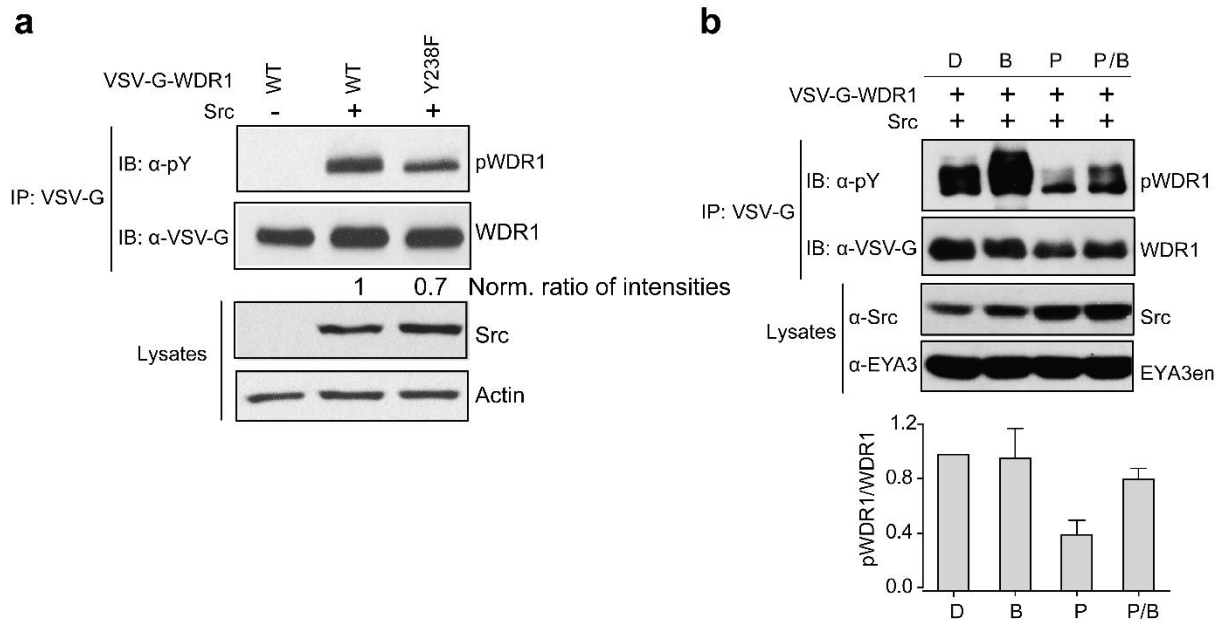 a
VSV-G-WDR1 WT WT Y238F
Src - + +
IP: VSV-G
IB: α-pY pWDR1
IB: α-VSV-G WDR1
1 0.7 Norm. ratio of intensities
Lysates
Src
Actin
b
D B P P/B
VSV-G-WDR1 + + + +
Src + + + +
IP: VSV-G
IB: α-pY pWDR1
IB: α-VSV-G WDR1
Lysates
α-Src Src
α-EYA3 EYA3en
pWDR1/WDR1
1.2
0.8
0.4
0.0
D B P P/B